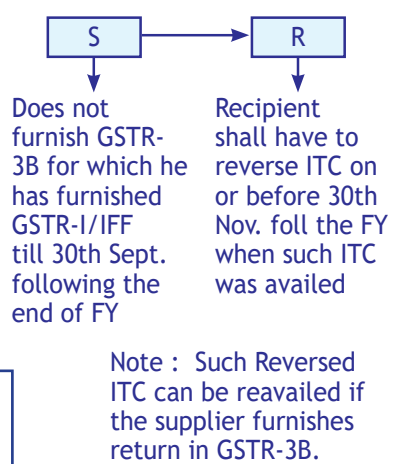 S
R
Does not
furnish GSTR-
3B for which he
has furnished
GSTR-I/IFF
till 30th Sept.
following the
end of FY
Recipient
shall have to
reverse ITC on
or before 30th
Nov. foll the FY
when such ITC
was availed
Note : Such Reversed
ITC can be reavailed if
the supplier furnishes
return in GSTR-3B.